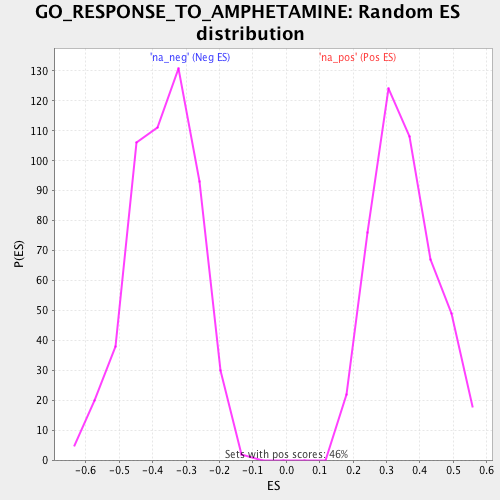 GO_RESPONSE_TO_AMPHETAMINE: Random ES
distribution
'na_neg' (Neg ES) 'na_pos' (Pos ES)
130
120
110
100
90
80
70
60
50
40
30
20
10
0
P(ES)
Sets with pos scores: 46%
-0.6 -0.5 -0.4 -0.3 -0.2 -0.1 0.0 0.1 0.2 0.3 0.4 0.5 0.6
ES